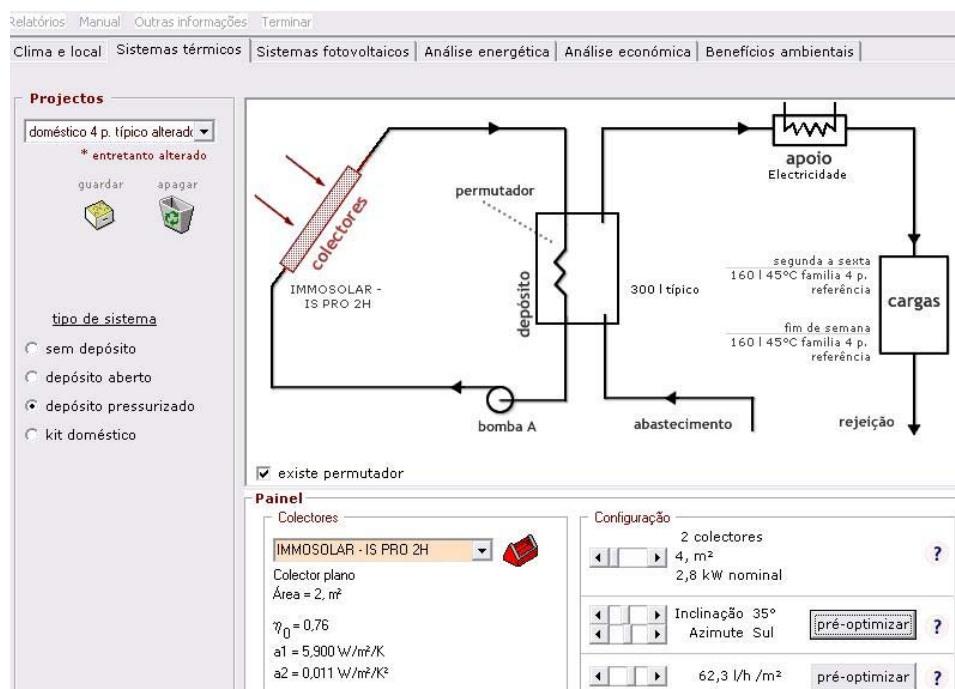 Relatórios Manual Outras informações Terminar
Clima e local Sistemas térmicos Sistemas fotovoltaicos Análise energética Análise económica Benefícios ambientais
Projectos
doméstico 4 p. típico alterado
* entretanto alterado
guardar apagar
tipo de sistema
sem depósito
depósito aberto
depósito pressurizado
kit doméstico
colectores
IMMOSOLAR -
IS PRO 2H
permutador
depósito
300 l típico
bomba A
abastecimento
apoio
Electricidade
segunda a sexta
160 l 45ºC familia 4 p.
referência
fim de semana
160 l 45ºC familia 4 p.
referência
cargas
rejeição
existe permutador
Painel
Colectores
IMMOSOLAR - IS PRO 2H
Colector plano
Área = 2, m²
η0 = 0,76
a1 = 5,900 W/m²/K
a2 = 0,011 W/m²/K²
Configuração
2 colectores
4, m²
2,8 kW nominal
?
Inclinação 35°
Azimute Sul
pré-optimizar
?
62,3 l/h /m²
pré-optimizar
?